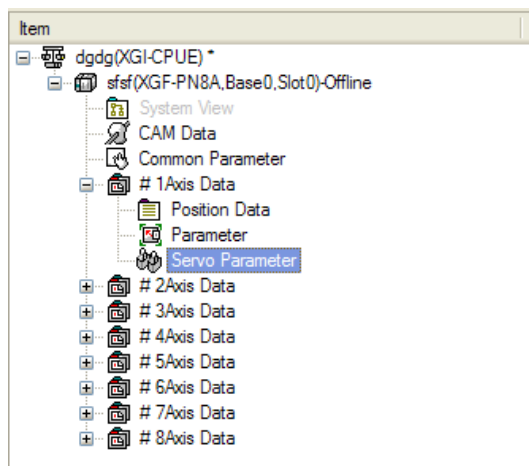 Item
dgdg(XGI-CPUE) *
sfsf(XGF-PN8A,Base0,Slot0)-Offline
System View
CAM Data
Common Parameter
# 1Axis Data
Position Data
Parameter
Servo Parameter
# 2Axis Data
# 3Axis Data
# 4Axis Data
# 5Axis Data
# 6Axis Data
# 7Axis Data
# 8Axis Data